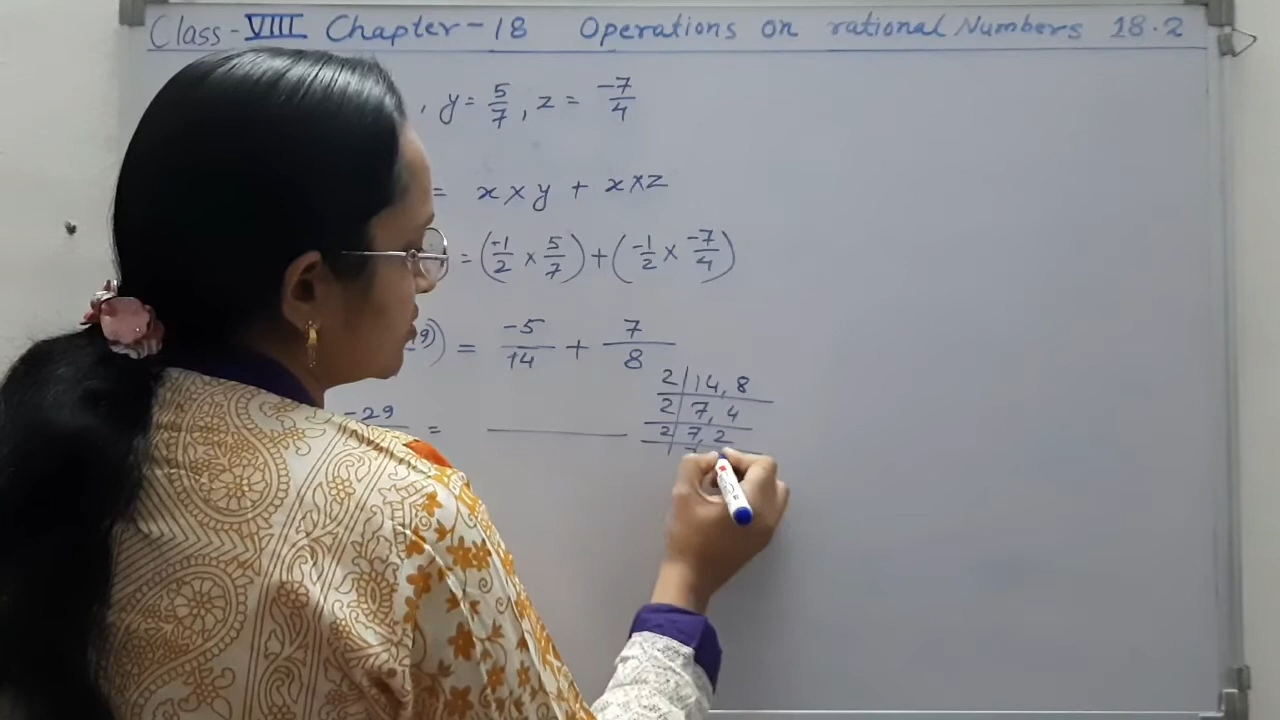 Class-VIII Chapter-18 Operations on rational Numbers 18.2
, y = 5/7, z = -7/4
= x × y + x × z
= (-1/2 × 5/7) + (-1/2 × -7/4)
9) = -5/14 + 7/8
-29 =
2 | 14, 8
2 | 7, 4
2 | 7, 2